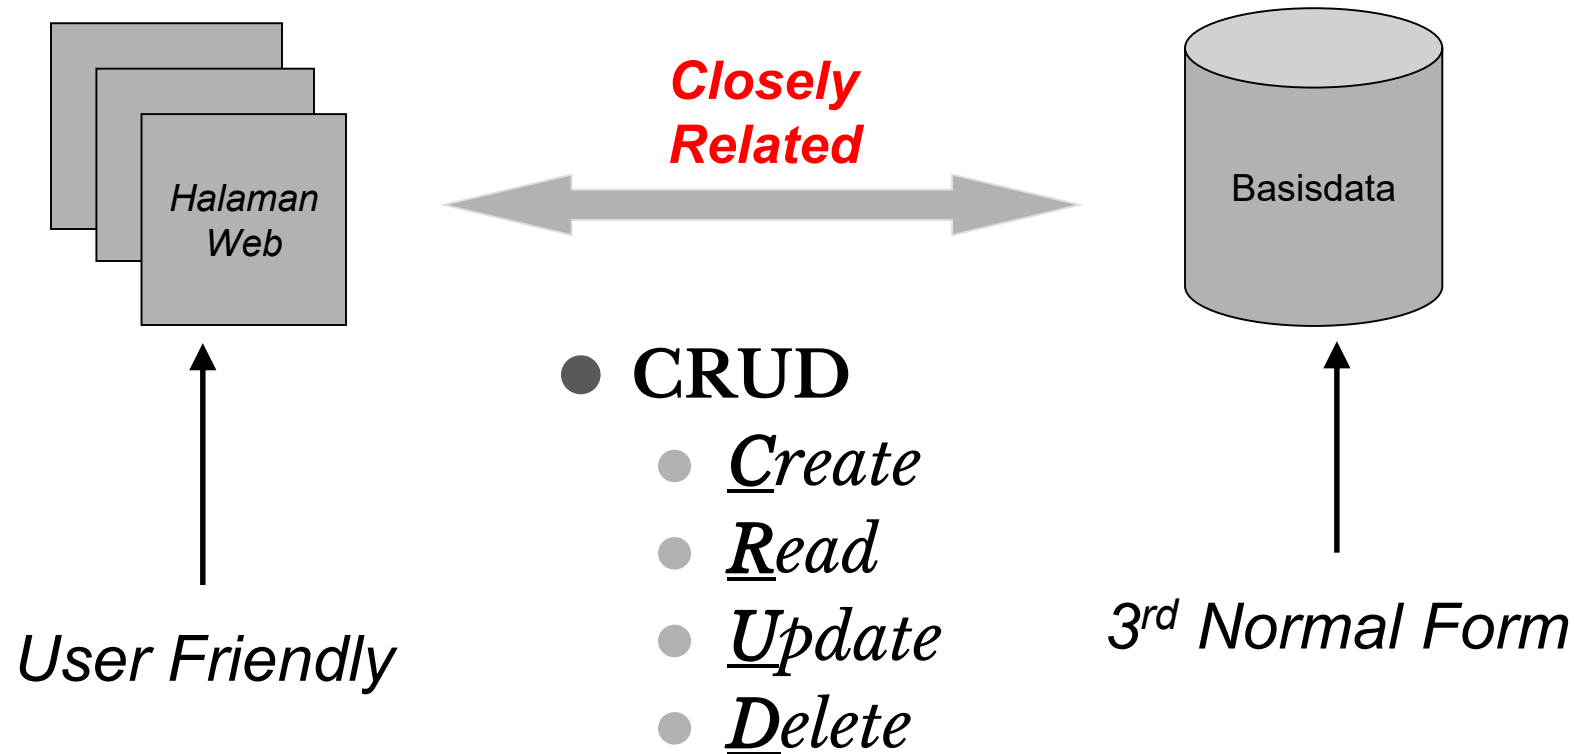 Closely
Related
Halaman
Web
Basisdata
CRUD
Create
Read
Update
Delete
User Friendly
3rd Normal Form